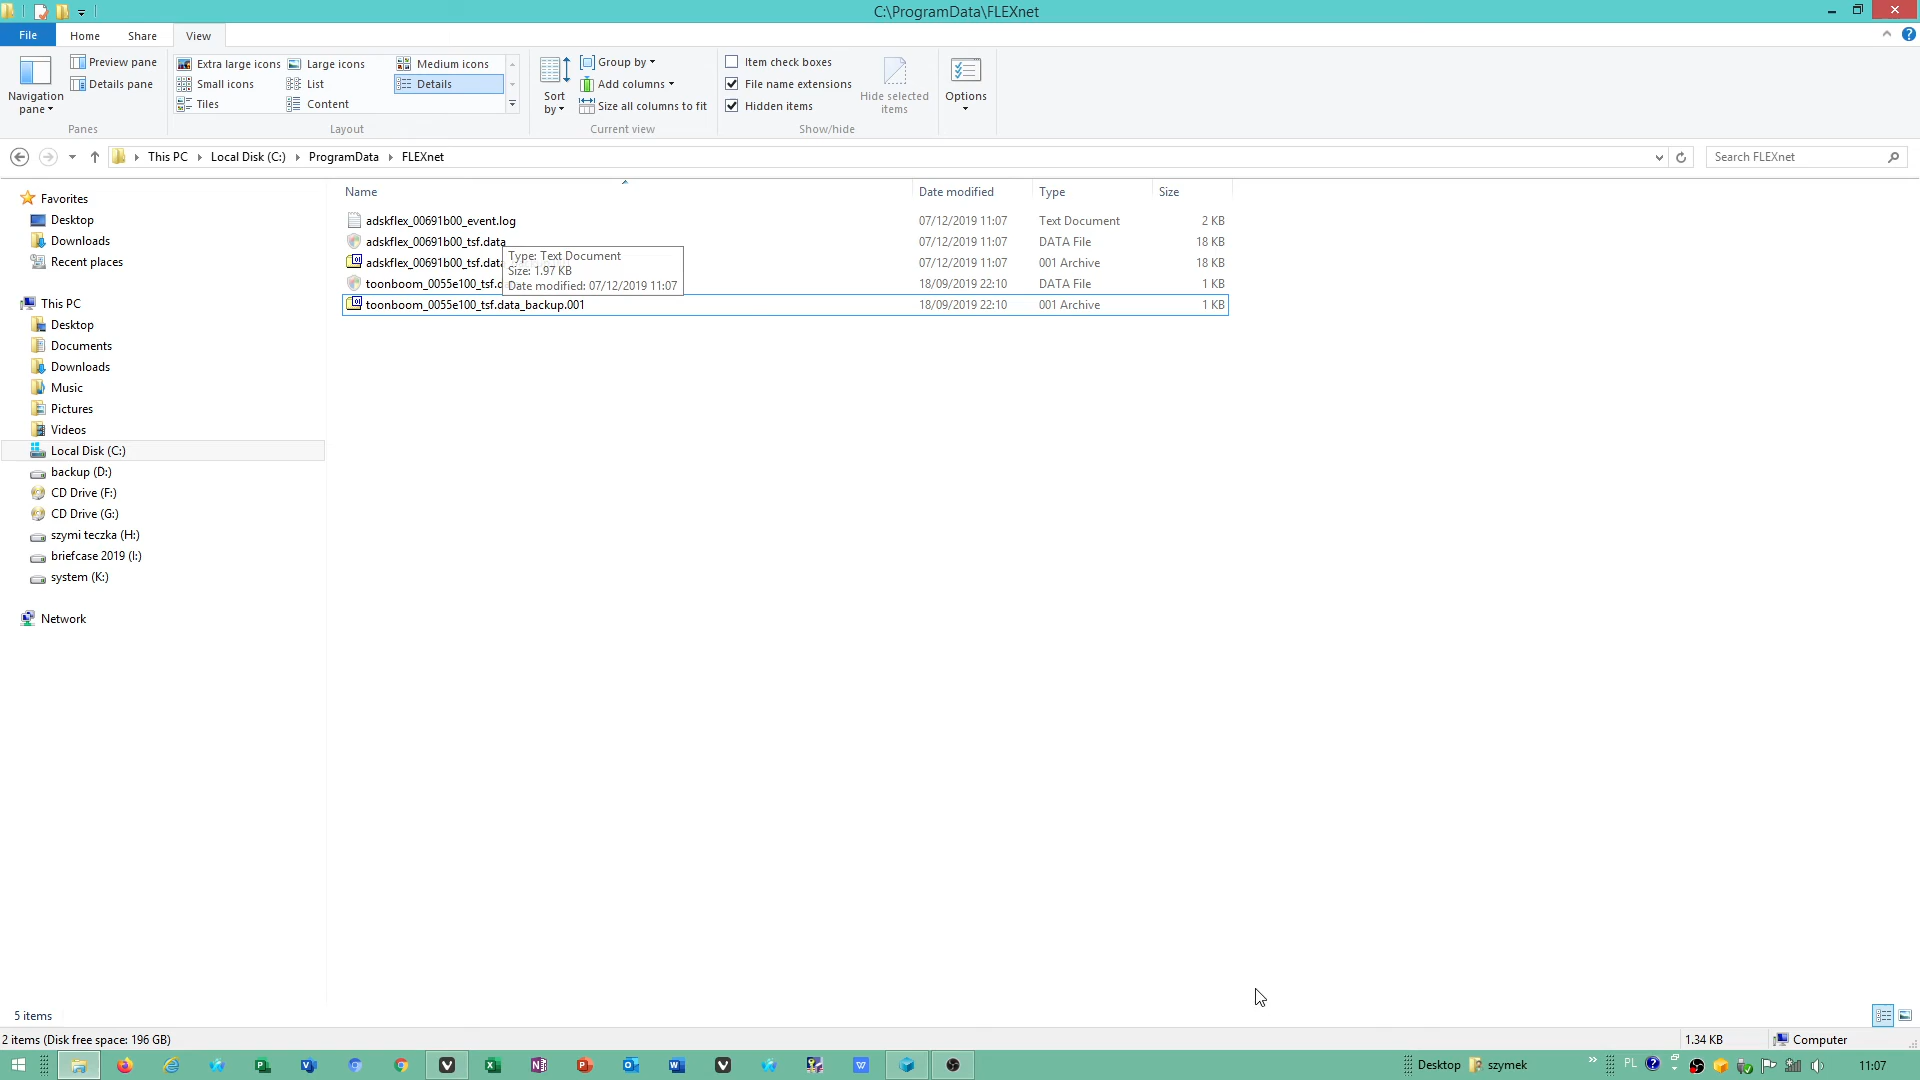 C:\ProgramData\FLEXnet
File
Home
Share
View
Navigation pane
Preview pane
Details pane
Panes
Extra large icons
Large icons
Medium icons
Small icons
List
Details
Tiles
Content
Layout
Sort by
Group by
Add columns
Size all columns to fit
Current view
Item check boxes
File name extensions
Hidden items
Hide selected items
Show/hide
Options
This PC
Local Disk (C:)
ProgramData
FLEXnet
Search FLEXnet
Name Date modified Type Size
adskflex_00691b00_event.log 07/12/2019 11:07 Text Document 2 KB
adskflex_00691b00_tsf.data 07/12/2019 11:07 DATA File 18 KB
adskflex_00691b00_tsf.data 07/12/2019 11:07 001 Archive 18 KB
toonboom_0055e100_tsf.d 18/09/2019 22:10 DATA File 1 KB
toonboom_0055e100_tsf.data_backup.001 18/09/2019 22:10 001 Archive 1 KB
Type: Text Document
Size: 1.97 KB
Date modified: 07/12/2019 11:07
Favorites
Desktop
Downloads
Recent places
This PC
Desktop
Documents
Downloads
Music
Pictures
Videos
Local Disk (C:)
backup (D:)
CD Drive (F:)
CD Drive (G:)
szymi teczka (H:)
briefcase 2019 (I:)
system (K:)
Network
5 items
2 items (Disk free space: 196 GB)
1.34 KB
Computer
Desktop
szymek
PL
11:07